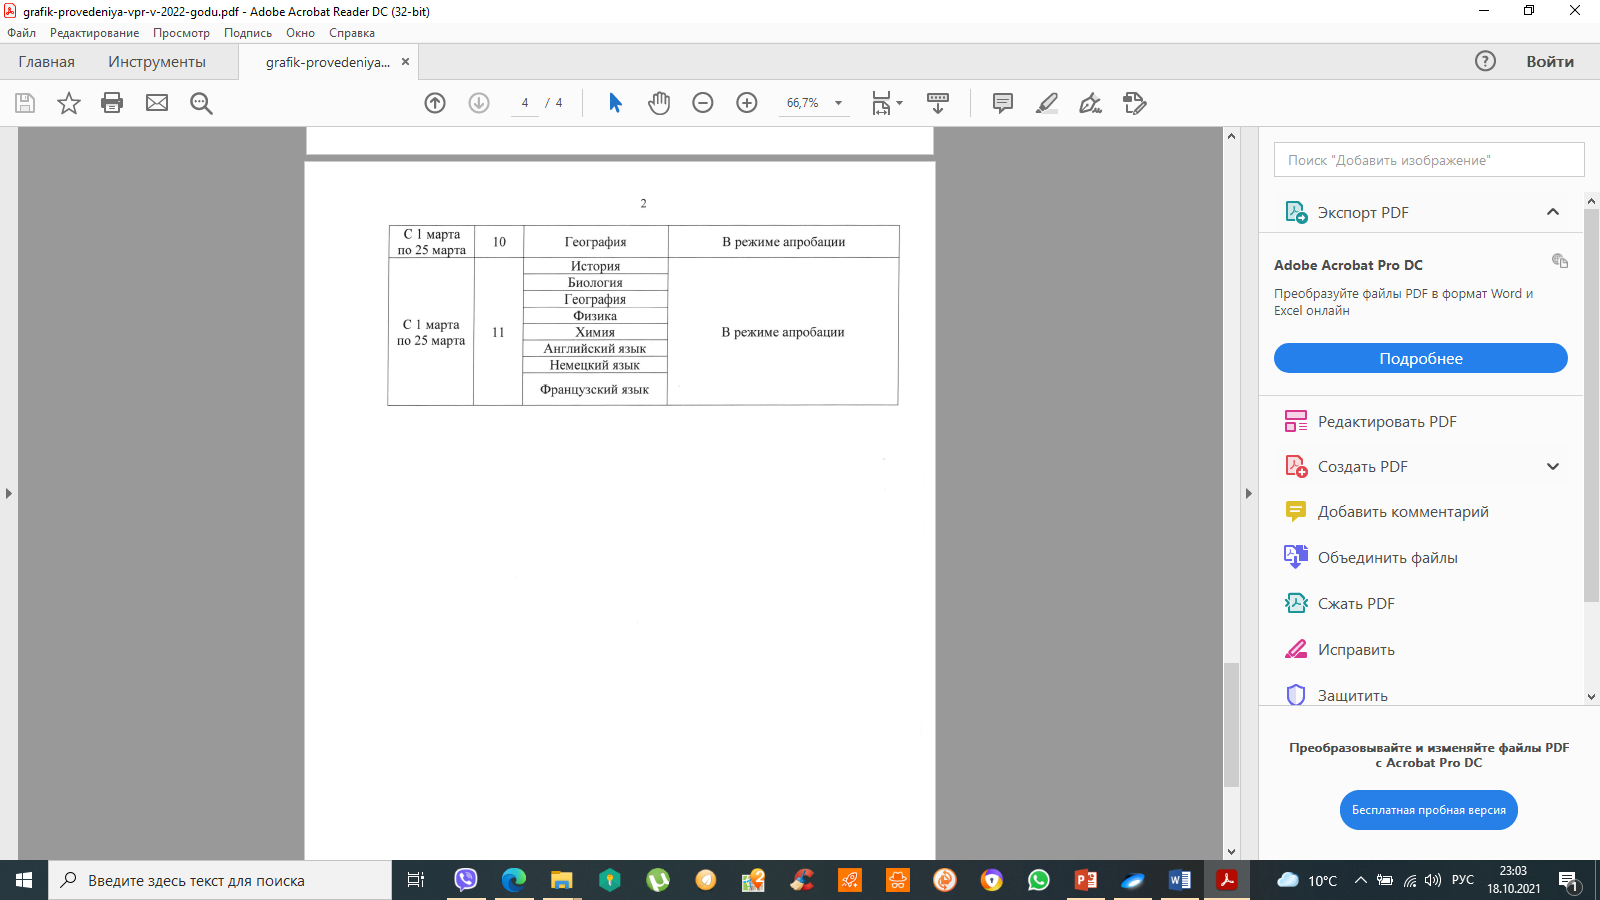 grafik-provedeniya-vpr-v-2022-godu.pdf - Adobe Acrobat Reader DC (32-bit)
Файл Редактирование Просмотр Подпись Окно Справка
Главная Инструменты grafik-provedeniya... × Войти
4 / 4 66,7%
Поиск "Добавить изображение"
Экспорт PDF
Adobe Acrobat Pro DC
Преобразуйте файлы PDF в формат Word и
Excel онлайн
Подробнее
Редактировать PDF
Создать PDF
Добавить комментарий
Объединить файлы
Сжать PDF
Исправить
Защитить
Преобразовывайте и изменяйте файлы PDF
с Acrobat Pro DC
Бесплатная пробная версия
2
С 1 марта
по 25 марта
10
География
В режиме апробации
С 1 марта
по 25 марта
11
История
Биология
География
Физика
Химия
Английский язык
Немецкий язык
Французский язык
В режиме апробации
Введите здесь текст для поиска
10°C
РУС
23:03
18.10.2021
1